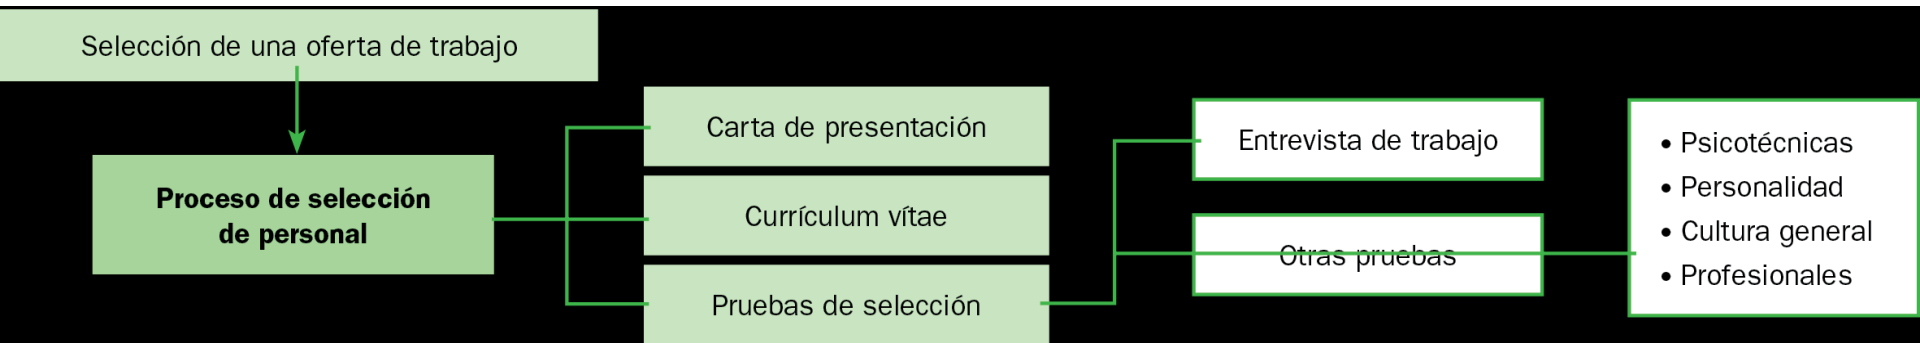 Selección de una oferta de trabajo
Proceso de selección
de personal
Carta de presentación
Currículum vítae
Pruebas de selección
Entrevista de trabajo
Otras pruebas
• Psicotécnicas
• Personalidad
• Cultura general
• Profesionales